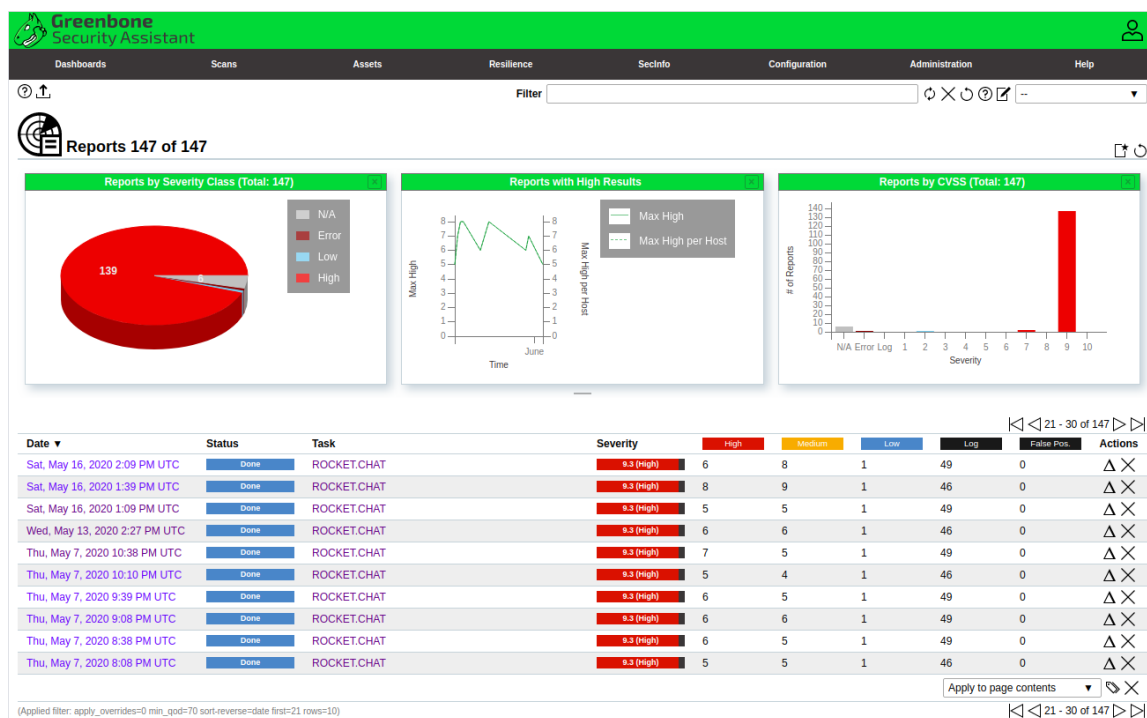 Greenbone
Security Assistant
Dashboards Scans Assets Resilience SecInfo Configuration Administration Help
Filter --
Reports 147 of 147
Reports by Severity Class (Total: 147)
139
6
N/A
Error
Low
High
Reports with High Results
Max High
Max High per Host
8 8
7 7
6 6
5 5
4 4
3 3
2 2
1 1
0 0
Max High
Max High per Host
June
Time
Reports by CVSS (Total: 147)
140
130
120
110
100
90
80
70
60
50
40
30
20
10
0
# of Reports
N/A Error Log 1 2 3 4 5 6 7 8 9 10
Severity
21 - 30 of 147
Date ▼ Status Task Severity High Medium Low Log False Pos. Actions
Sat, May 16, 2020 2:09 PM UTC Done ROCKET.CHAT 9.3 (High) 6 8 1 49 0
Sat, May 16, 2020 1:39 PM UTC Done ROCKET.CHAT 9.3 (High) 8 9 1 46 0
Sat, May 16, 2020 1:09 PM UTC Done ROCKET.CHAT 9.3 (High) 5 5 1 49 0
Wed, May 13, 2020 2:27 PM UTC Done ROCKET.CHAT 9.3 (High) 6 6 1 46 0
Thu, May 7, 2020 10:38 PM UTC Done ROCKET.CHAT 9.3 (High) 7 5 1 49 0
Thu, May 7, 2020 10:10 PM UTC Done ROCKET.CHAT 9.3 (High) 5 4 1 46 0
Thu, May 7, 2020 9:39 PM UTC Done ROCKET.CHAT 9.3 (High) 6 5 1 49 0
Thu, May 7, 2020 9:08 PM UTC Done ROCKET.CHAT 9.3 (High) 6 6 1 49 0
Thu, May 7, 2020 8:38 PM UTC Done ROCKET.CHAT 9.3 (High) 6 5 1 49 0
Thu, May 7, 2020 8:08 PM UTC Done ROCKET.CHAT 9.3 (High) 5 5 1 46 0
Apply to page contents ▼
(Applied filter: apply_overrides=0 min_qod=70 sort-reverse=date first=21 rows=10) 21 - 30 of 147